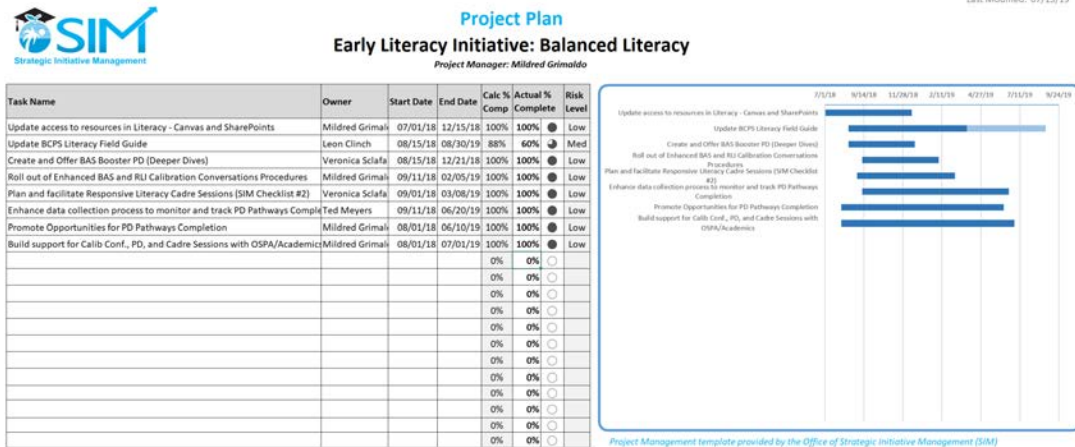 Last Modified: 07/23/19
SIM
Strategic Initiative Management
Project Plan
Early Literacy Initiative: Balanced Literacy
Project Manager: Mildred Grimaldo
Task Name Owner Start Date End Date Calc % Comp Actual % Complete Risk Level
Update access to resources in Literacy - Canvas and SharePoints Mildred Grimal 07/01/18 12/15/18 100% 100% Low
Update BCPS Literacy Field Guide Leon Clinch 08/15/18 08/30/19 88% 60% Med
Create and Offer BAS Booster PD (Deeper Dives) Veronica Sclafa 08/15/18 12/21/18 100% 100% Low
Roll out of Enhanced BAS and RLI Calibration Conversations Procedures Mildred Grimal 09/11/18 02/05/19 100% 100% Low
Plan and facilitate Responsive Literacy Cadre Sessions (SIM Checklist #2) Veronica Sclafa 09/01/18 03/08/19 100% 100% Low
Enhance data collection process to monitor and track PD Pathways Comple Ted Meyers 09/11/18 06/20/19 100% 100% Low
Promote Opportunities for PD Pathways Completion Mildred Grimal 08/01/18 06/10/19 100% 100% Low
Build support for Calib Conf., PD, and Cadre Sessions with OSPA/Academic Mildred Grimal 08/01/18 07/01/19 100% 100% Low
0% 0%
0% 0%
0% 0%
0% 0%
0% 0%
0% 0%
0% 0%
0% 0%
0% 0%
0% 0%
0% 0%
0% 0%
7/1/18 9/14/18 11/28/18 2/11/19 4/27/19 7/11/19 9/24/19
Update access to resources in Literacy - Canvas and SharePoints
Update BCPS Literacy Field Guide
Create and Offer BAS Booster PD (Deeper Dives)
Roll out of Enhanced BAS and RLI Calibration Conversations
Procedures
Plan and facilitate Responsive Literacy Cadre Sessions (SIM Checklist
#2)
Enhance data collection process to monitor and track PD Pathways
Completion
Promote Opportunities for PD Pathways Completion
Build support for Calib Conf., PD, and Cadre Sessions with
OSPA/Academics
Project Management template provided by the Office of Strategic Initiative Management (SIM)